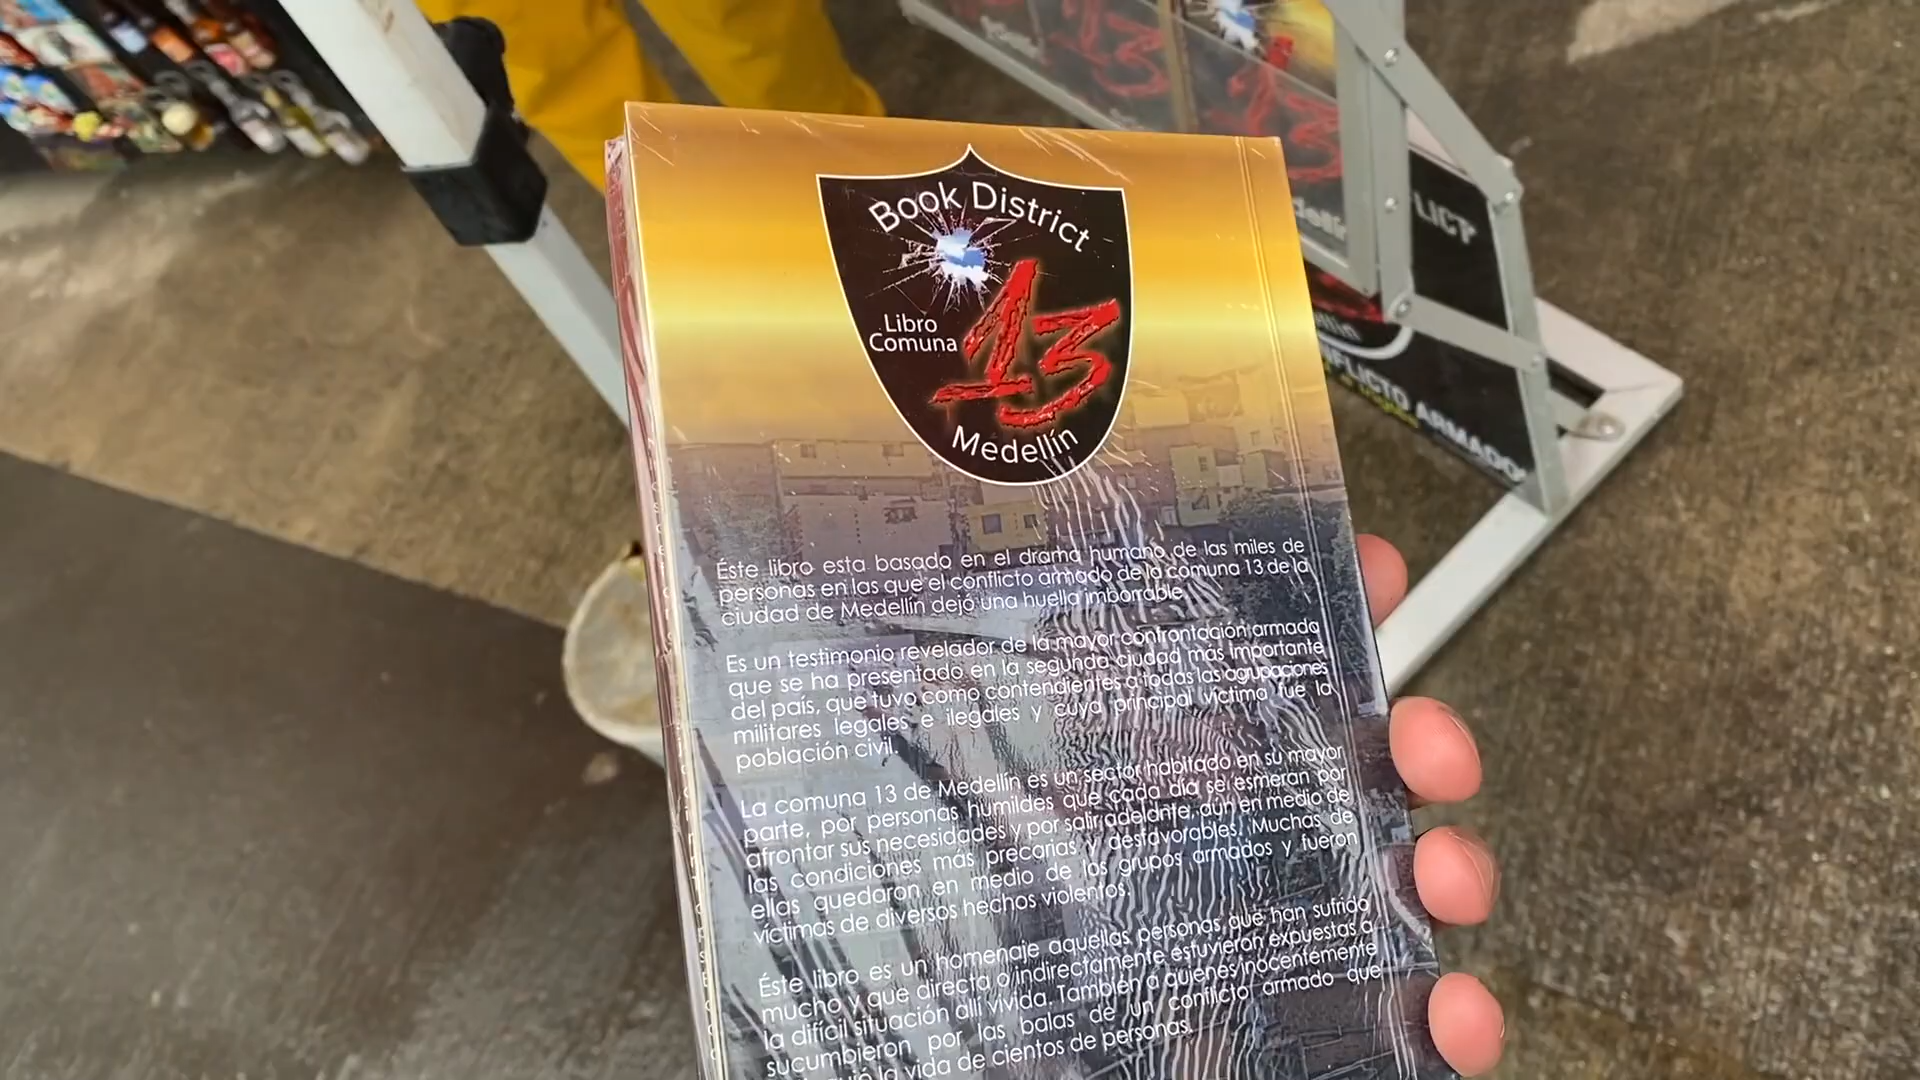 Book District
Libro
Comuna
13
Medellín
Éste libro esta basado en el drama humano de las miles de
personas en las que el conflicto armado de la comuna 13 de la
ciudad de Medellín dejó una huella imborrable.
Es un testimonio revelador de la mayor confrontación armada
que se ha presentado en la segunda ciudad más importante
del país, que tuvo como contendientes a todas las agrupaciones
militares legales e ilegales y cuya principal víctima fue la
población civil.
La comuna 13 de Medellín es un sector habitado en su mayor
parte, por personas humildes que cada día se esmeran por
afrontar sus necesidades y por salir adelante, aún en medio de
las condiciones más precarias y desfavorables. Muchas de
ellas quedaron en medio de los grupos armados y fueron
víctimas de diversos hechos violentos.
Éste libro es un homenaje aquellas personas que han sufrido
mucho y que directa o indirectamente estuvieron expuestas a
la difícil situación allí vivida. También a quienes inocentemente
sucumbieron por las balas de un conflicto armado que
la vida de cientos de personas.
13
13
LICT
FLICTO ARMADO